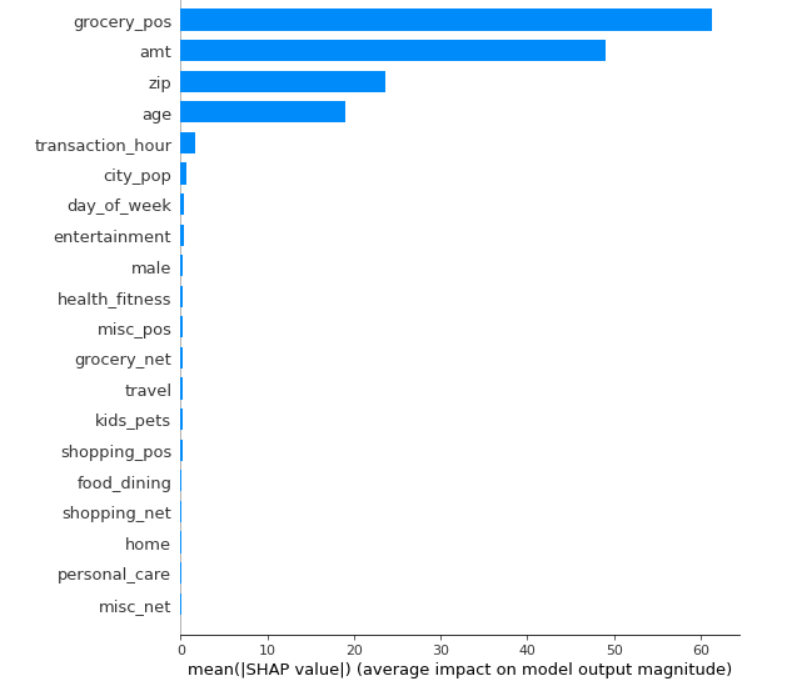 grocery_pos
amt
zip
age
transaction_hour
city_pop
day_of_week
entertainment
male
health_fitness
misc_pos
grocery_net
travel
kids_pets
shopping_pos
food_dining
shopping_net
home
personal_care
misc_net
0 10 20 30 40 50 60
mean(|SHAP value|) (average impact on model output magnitude)